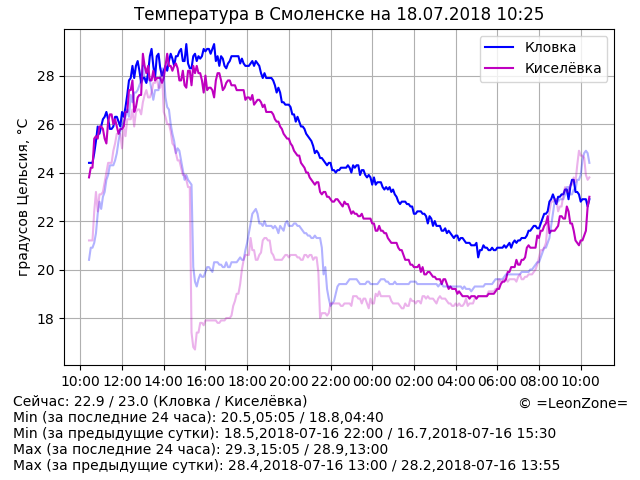 Температура в Смоленске на 18.07.2018 10:25
Кловка
Киселёвка
градусов Цельсия, °C
28
26
24
22
20
18
10:00 12:00 14:00 16:00 18:00 20:00 22:00 00:00 02:00 04:00 06:00 08:00 10:00
Сейчас: 22.9 / 23.0 (Кловка / Киселёвка)
© =LeonZone=
Min (за последние 24 часа): 20.5,05:05 / 18.8,04:40
Min (за предыдущие сутки): 18.5,2018-07-16 22:00 / 16.7,2018-07-16 15:30
Max (за последние 24 часа): 29.3,15:05 / 28.9,13:00
Max (за предыдущие сутки): 28.4,2018-07-16 13:00 / 28.2,2018-07-16 13:55